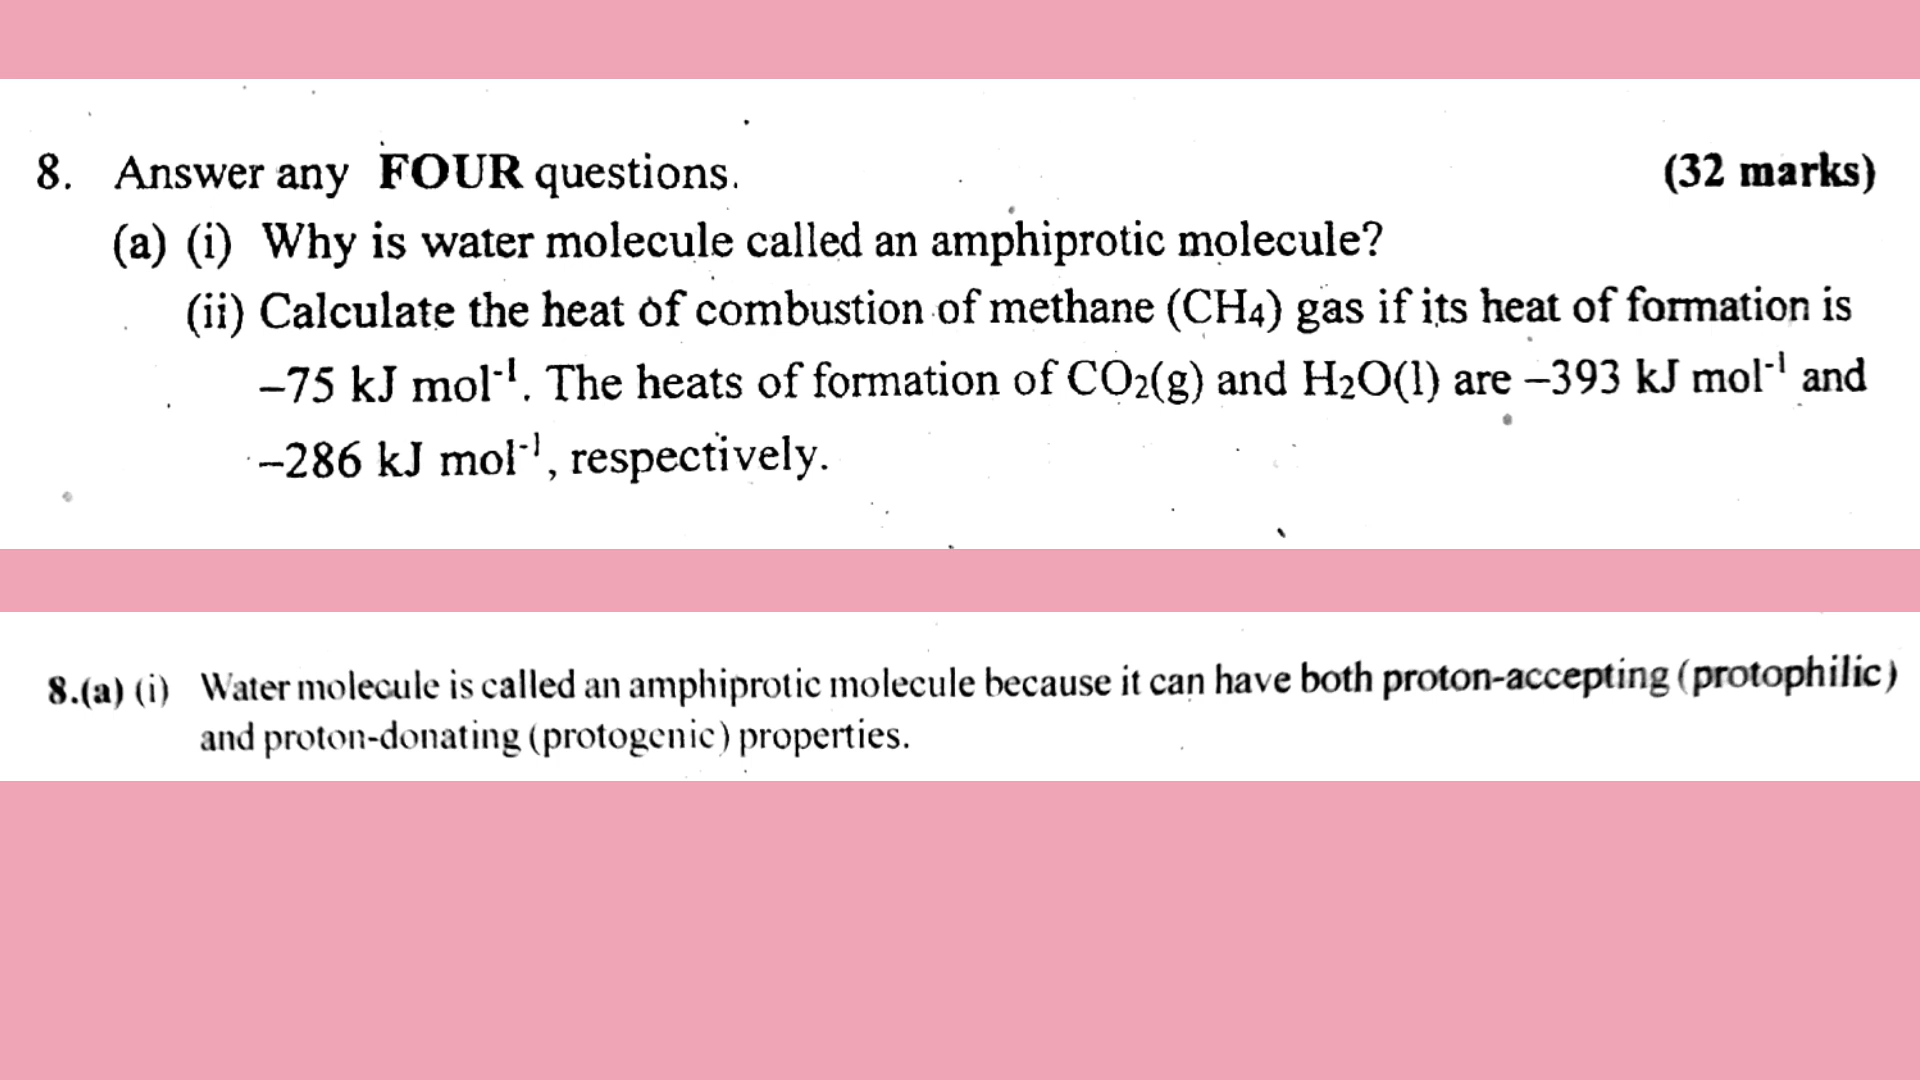 8. Answer any FOUR questions. (32 marks)
(a) (i) Why is water molecule called an amphiprotic molecule?
(ii) Calculate the heat of combustion of methane (CH₄) gas if its heat of formation is
–75 kJ mol⁻¹. The heats of formation of CO₂(g) and H₂O(l) are –393 kJ mol⁻¹ and
–286 kJ mol⁻¹, respectively.
8.(a) (i) Water molecule is called an amphiprotic molecule because it can have both proton-accepting (protophilic)
and proton-donating (protogenic) properties.